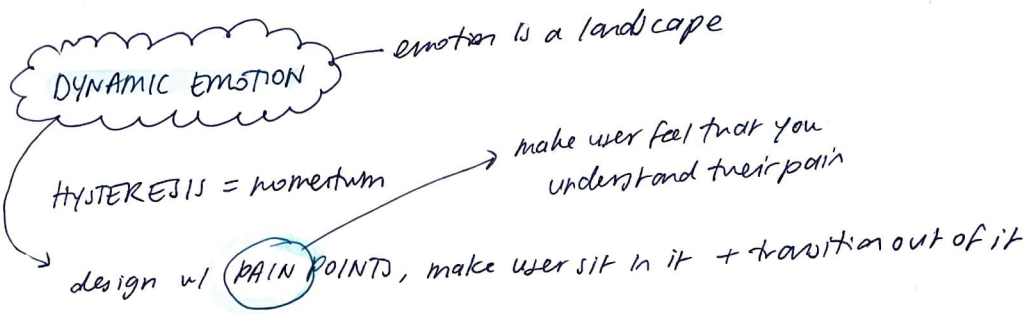 emotion is a landscape
DYNAMIC EMOTION
make user feel that you
understand their pain
HYSTERESIS = momentum
design w/ PAIN POINTS, make user sit in it + transition out of it